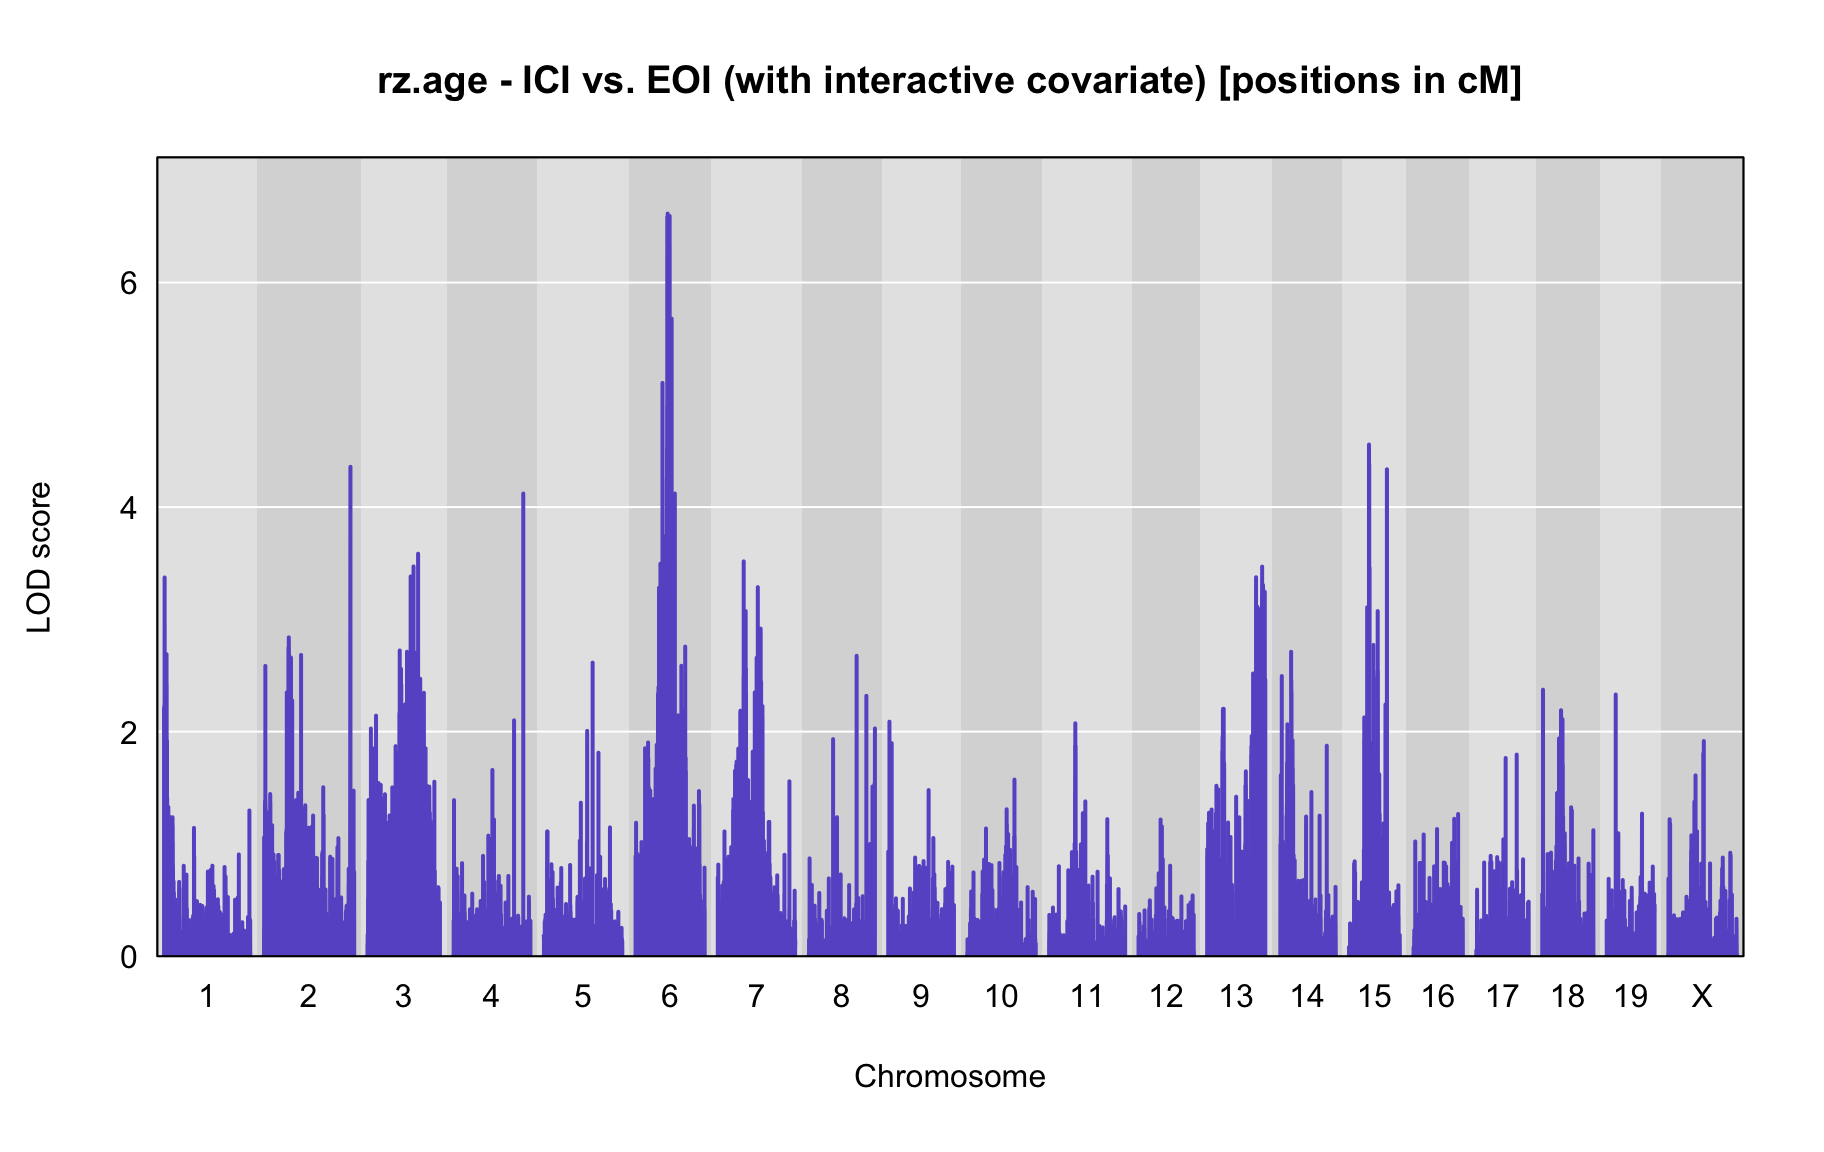 rz.age - ICI vs. EOI (with interactive covariate) [positions in cM]
6
4
2
0
LOD score
1 2 3 4 5 6 7 8 9 10 11 12 13 14 15 16 17 18 19 X
Chromosome